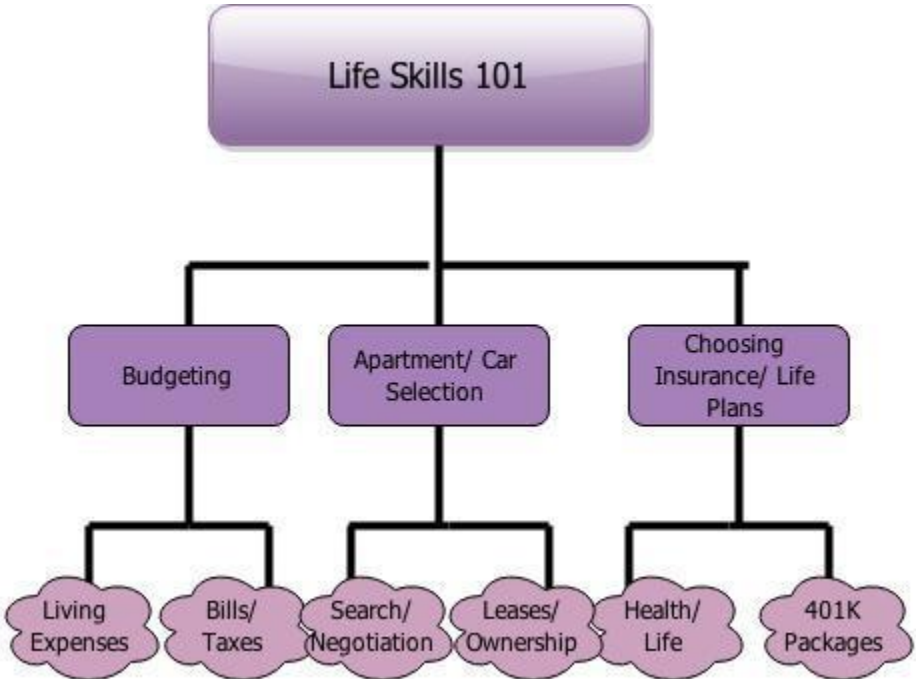 Life Skills 101
Budgeting
Apartment/ Car
Selection
Choosing
Insurance/ Life
Plans
Living
Expenses
Bills/
Taxes
Search/
Negotiation
Leases/
Ownership
Health/
Life
401K
Packages